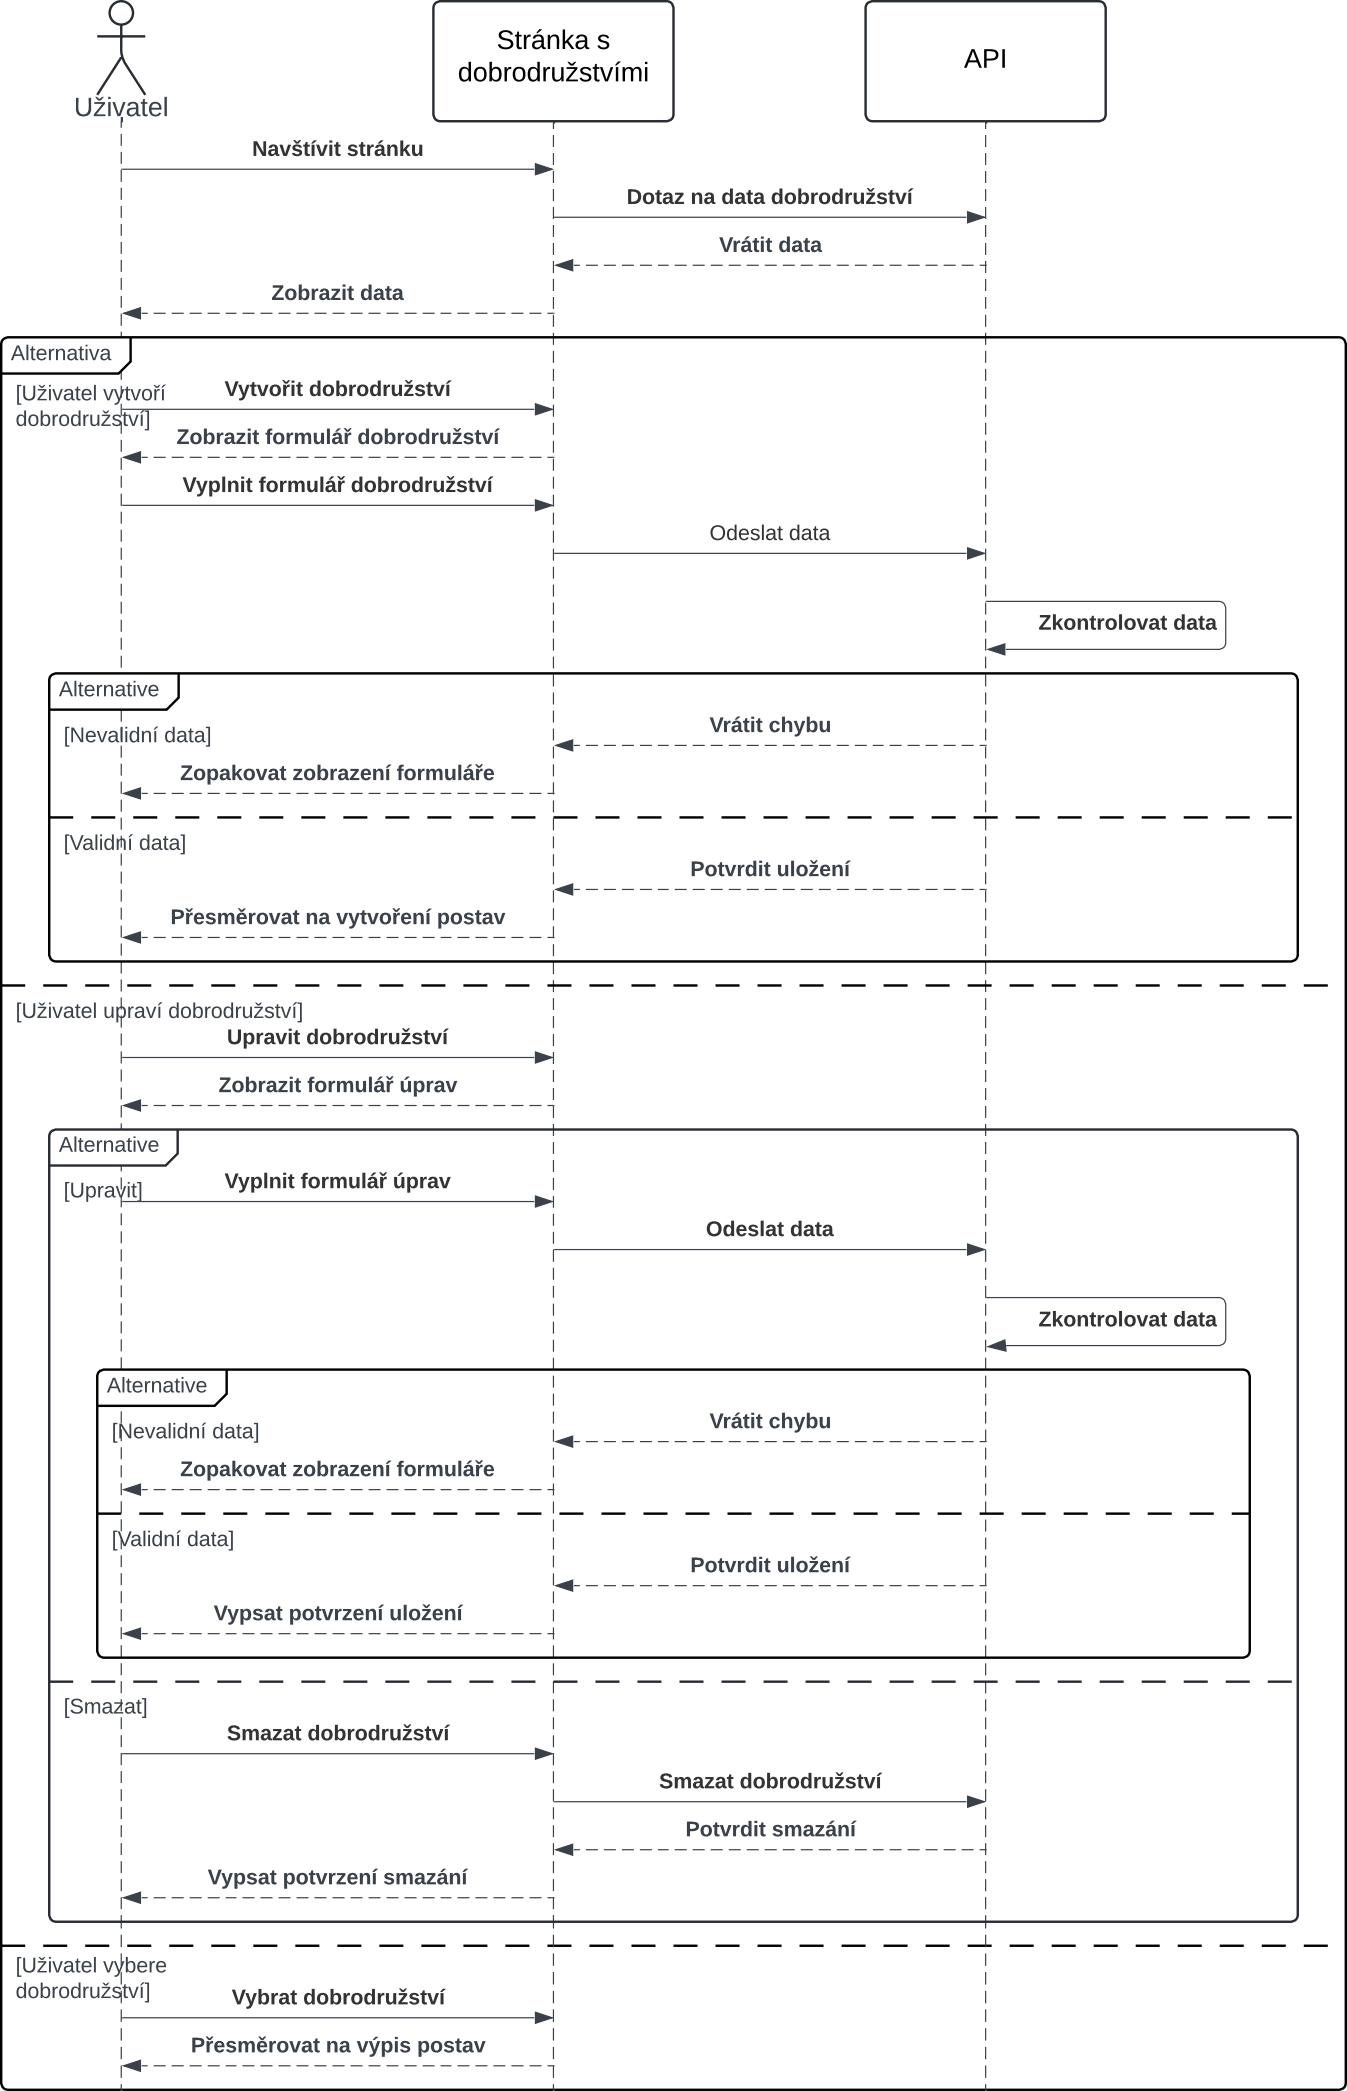 Uživatel
Stránka s
dobrodružstvími
API
Navštívit stránku
Dotaz na data dobrodružství
Vrátit data
Zobrazit data
Alternativa
[Uživatel vytvoří
dobrodružství]
Vytvořit dobrodružství
Zobrazit formulář dobrodružství
Vyplnit formulář dobrodružství
Odeslat data
Zkontrolovat data
Alternative
[Nevalidní data]
Vrátit chybu
Zopakovat zobrazení formuláře
[Validní data]
Potvrdit uložení
Přesměrovat na vytvoření postav
[Uživatel upraví dobrodružství]
Upravit dobrodružství
Zobrazit formulář úprav
Alternative
[Upravit]
Vyplnit formulář úprav
Odeslat data
Zkontrolovat data
Alternative
[Nevalidní data]
Vrátit chybu
Zopakovat zobrazení formuláře
[Validní data]
Potvrdit uložení
Vypsat potvrzení uložení
[Smazat]
Smazat dobrodružství
Smazat dobrodružství
Potvrdit smazání
Vypsat potvrzení smazání
[Uživatel vybere
dobrodružství]
Vybrat dobrodružství
Přesměrovat na výpis postav